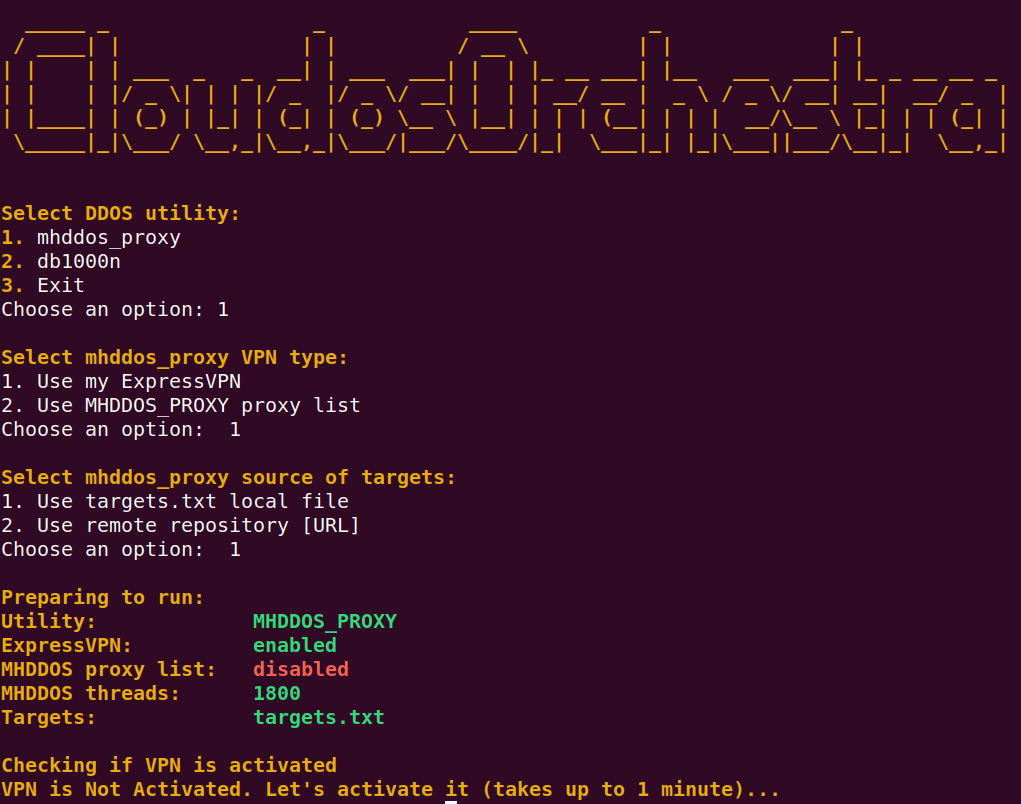 CloudosOrchestra
Select DDOS utility:
1. mhddos_proxy
2. db1000n
3. Exit
Choose an option: 1
Select mhddos_proxy VPN type:
1. Use my ExpressVPN
2. Use MHDDOS_PROXY proxy list
Choose an option:  1
Select mhddos_proxy source of targets:
1. Use targets.txt local file
2. Use remote repository [URL]
Choose an option:  1
Preparing to run:
Utility: MHDDOS_PROXY
ExpressVPN: enabled
MHDDOS proxy list: disabled
MHDDOS threads: 1800
Targets: targets.txt
Checking if VPN is activated
VPN is Not Activated. Let's activate it (takes up to 1 minute)...